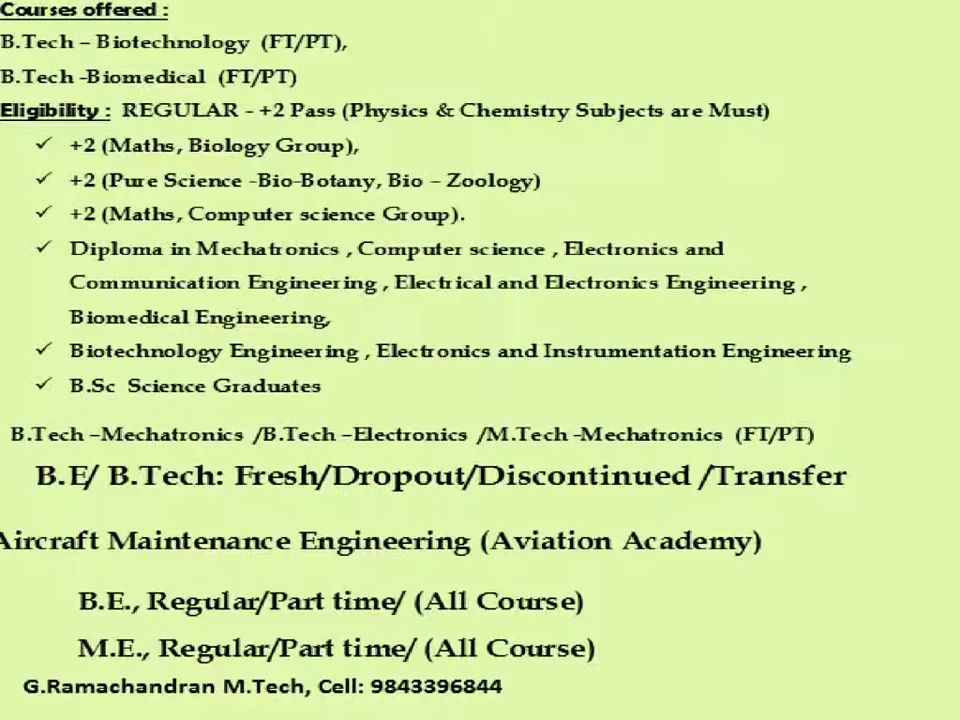 Courses offered :
B.Tech – Biotechnology (FT/PT),
B.Tech -Biomedical (FT/PT)
Eligibility : REGULAR - +2 Pass (Physics & Chemistry Subjects are Must)
✓ +2 (Maths, Biology Group),
✓ +2 (Pure Science -Bio-Botany, Bio – Zoology)
✓ +2 (Maths, Computer science Group).
✓ Diploma in Mechatronics , Computer science , Electronics and
Communication Engineering , Electrical and Electronics Engineering ,
Biomedical Engineering,
✓ Biotechnology Engineering , Electronics and Instrumentation Engineering
✓ B.Sc Science Graduates
B.Tech –Mechatronics /B.Tech –Electronics /M.Tech -Mechatronics (FT/PT)
B.E/ B.Tech: Fresh/Dropout/Discontinued /Transfer
Aircraft Maintenance Engineering (Aviation Academy)
B.E., Regular/Part time/ (All Course)
M.E., Regular/Part time/ (All Course)
G.Ramachandran M.Tech, Cell: 9843396844